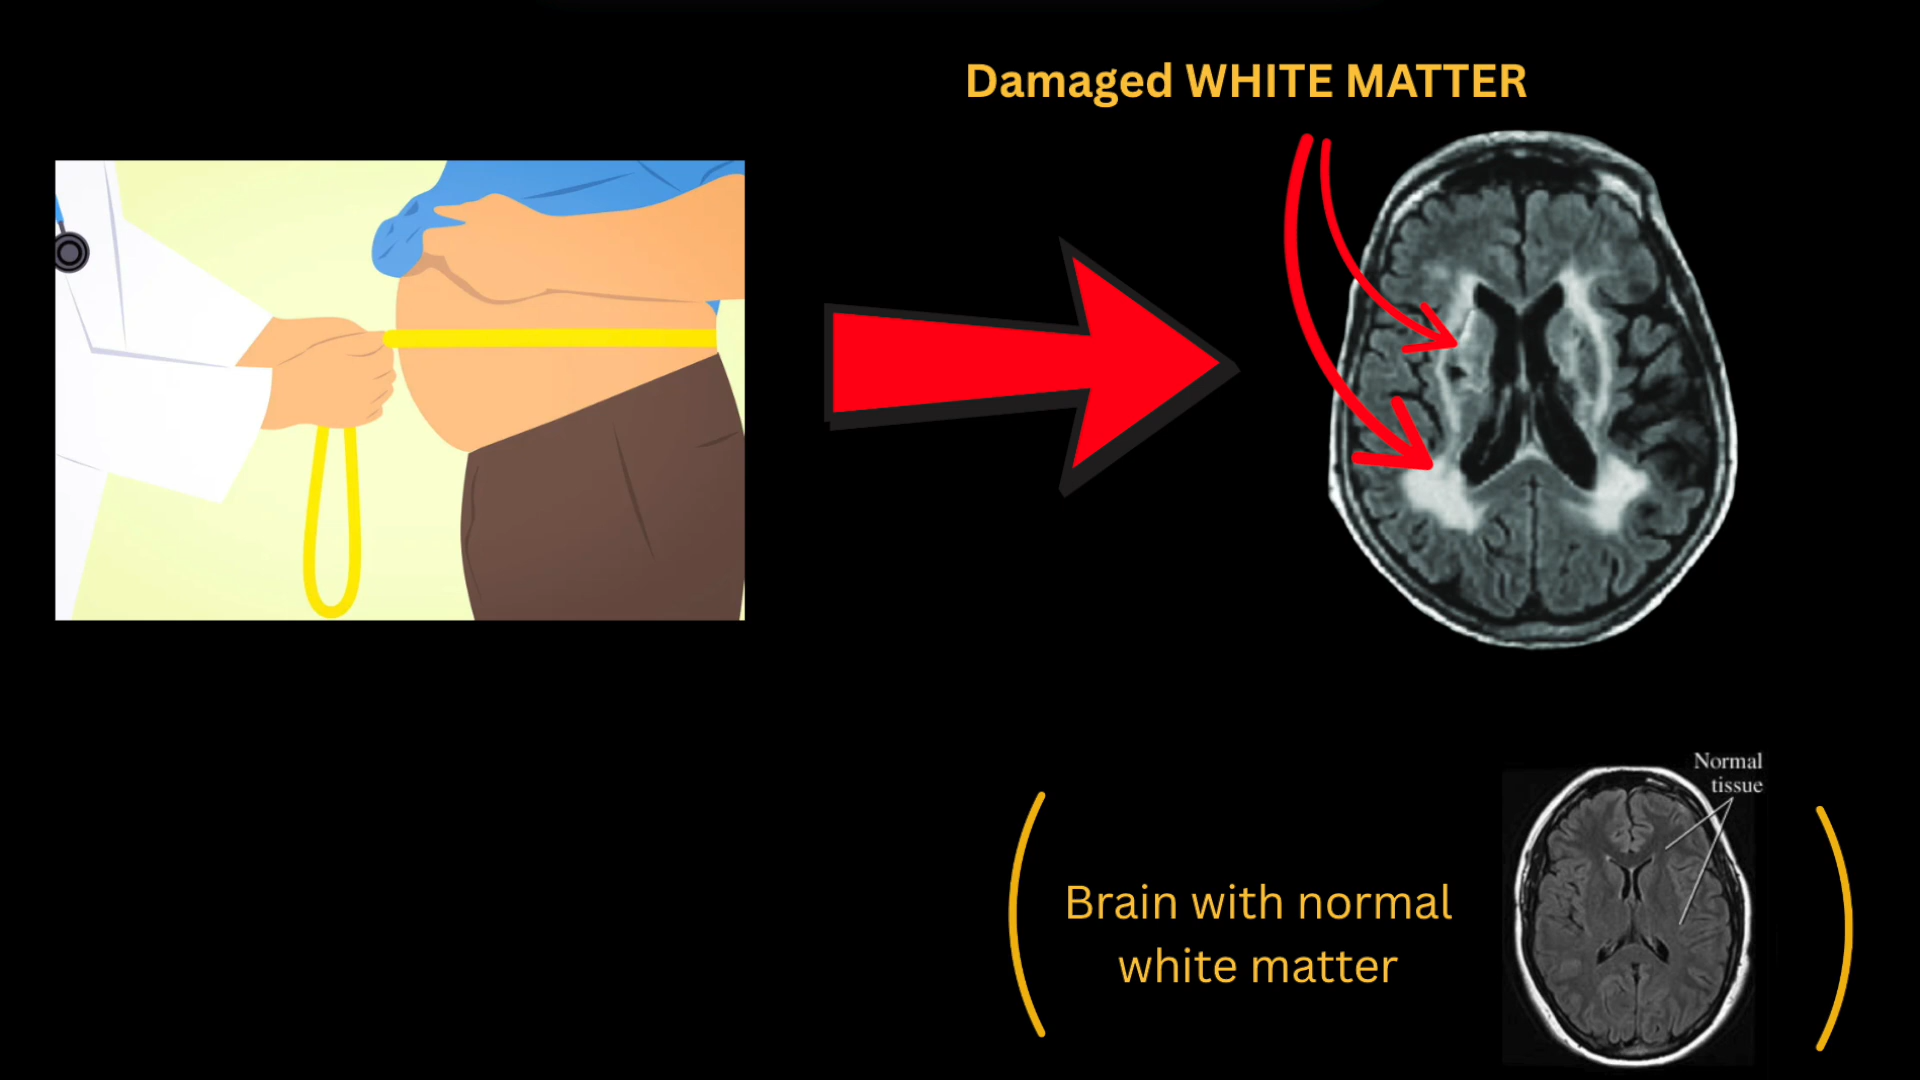 Damaged WHITE MATTER
Normal
tissue
Brain with normal
white matter